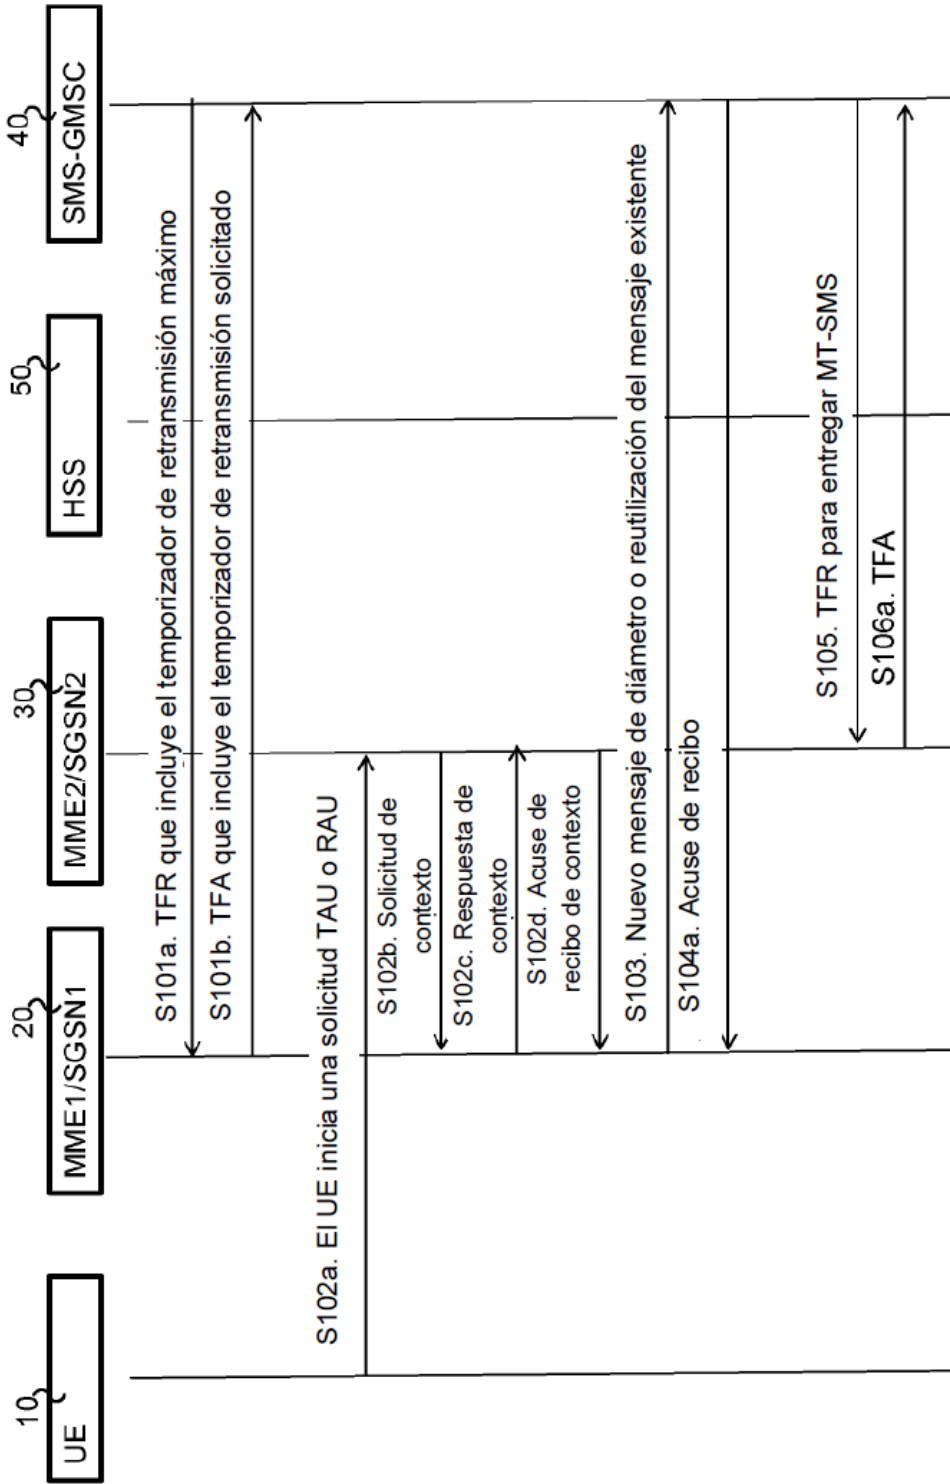 10
UE
20
MME1/SGSN1
30
MME2/SGSN2
50
HSS
40
SMS-GMSC
S101a. TFR que incluye el temporizador de retransmisión máximo
S101b. TFA que incluye el temporizador de retransmisión solicitado
S102a. El UE inicia una solicitud TAU o RAU
S102b. Solicitud de
contexto
S102c. Respuesta de
contexto
S102d. Acuse de
recibo de contexto
S103. Nuevo mensaje de diámetro o reutilización del mensaje existente
S104a. Acuse de recibo
S105. TFR para entregar MT-SMS
S106a. TFA